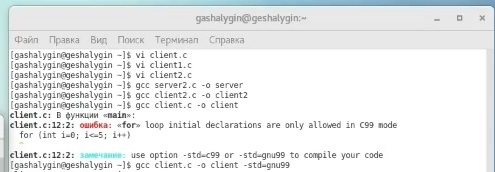 gashalygin@geshalygin:~
Файл Правка Вид Поиск Терминал Справка
[gashalygin@geshalygin ~]$ vi client.c
[gashalygin@geshalygin ~]$ vi client1.c
[gashalygin@geshalygin ~]$ vi client2.c
[gashalygin@geshalygin ~]$ gcc server2.c -o server
[gashalygin@geshalygin ~]$ gcc client2.c -o client2
[gashalygin@geshalygin ~]$ gcc client.c -o client
client.c: В функции «main»:
client.c:12:2: ошибка: «for» loop initial declarations are only allowed in C99 mode
for (int i=0; i<=5; i++)
^
client.c:12:2: замечание: use option -std=c99 or -std=gnu99 to compile your code
[gashalygin@geshalygin ~]$ gcc client.c -o client -std=gnu99